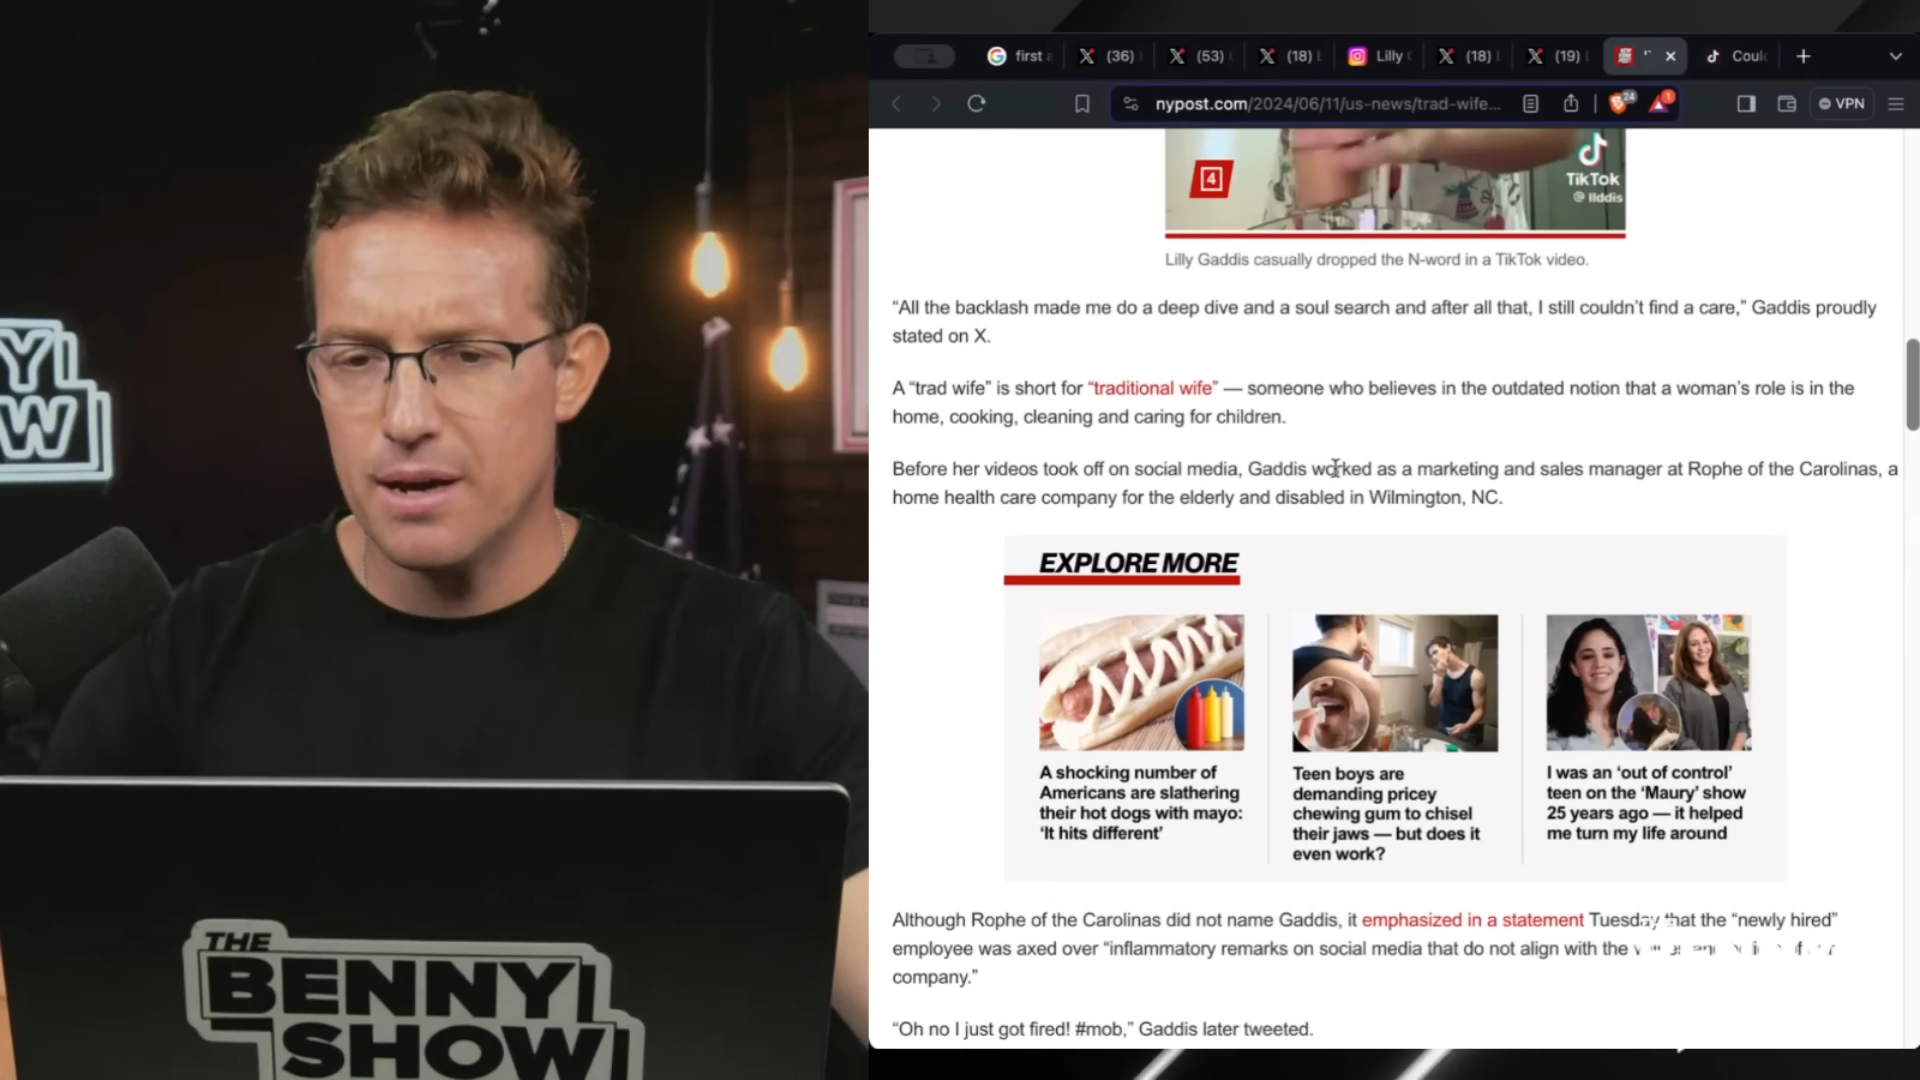 Y
W
THE
BENNY
SHOW
first
(36)
(53)
(18) L
Lilly
(18)
(19)
Coul
nypost.com/2024/06/11/us-news/trad-wife...
24
1
VPN
4
TikTok
@ llddis
Lilly Gaddis casually dropped the N-word in a TikTok video.
“All the backlash made me do a deep dive and a soul search and after all that, I still couldn’t find a care,” Gaddis proudly
stated on X.
A “trad wife” is short for “traditional wife” — someone who believes in the outdated notion that a woman’s role is in the
home, cooking, cleaning and caring for children.
Before her videos took off on social media, Gaddis worked as a marketing and sales manager at Rophe of the Carolinas, a
home health care company for the elderly and disabled in Wilmington, NC.
EXPLORE MORE
A shocking number of
Americans are slathering
their hot dogs with mayo:
‘It hits different’
Teen boys are
demanding pricey
chewing gum to chisel
their jaws — but does it
even work?
I was an ‘out of control’
teen on the ‘Maury’ show
25 years ago — it helped
me turn my life around
Although Rophe of the Carolinas did not name Gaddis, it emphasized in a statement Tuesday that the “newly hired”
employee was axed over “inflammatory remarks on social media that do not align with the
company.”
“Oh no I just got fired! #mob,” Gaddis later tweeted.